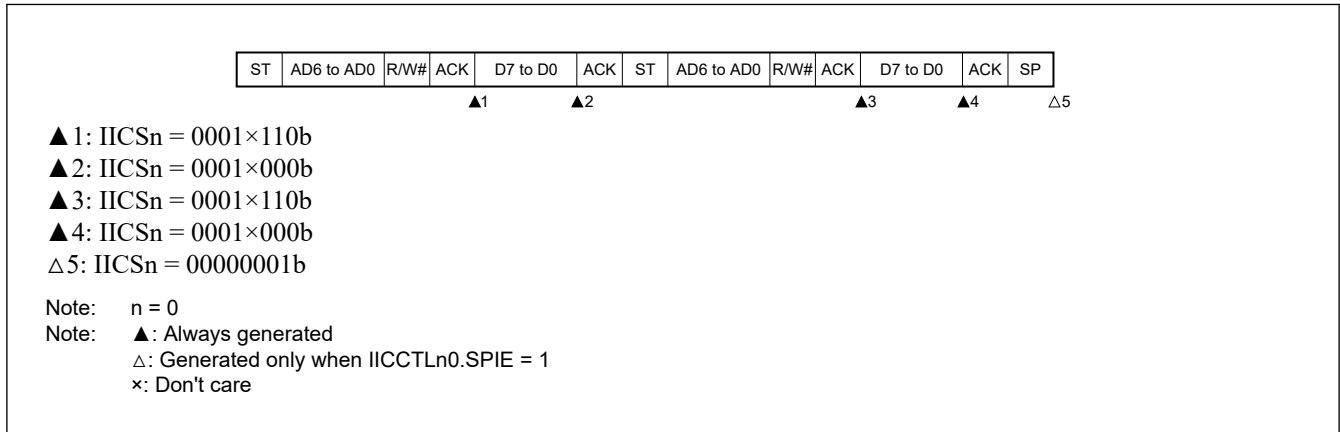 ST AD6 to AD0 R/W# ACK D7 to D0 ACK ST AD6 to AD0 R/W# ACK D7 to D0 ACK SP
▲1 ▲2 ▲3 ▲4 △5
▲1: IICSn = 0001×110b
▲2: IICSn = 0001×000b
▲3: IICSn = 0001×110b
▲4: IICSn = 0001×000b
△5: IICSn = 00000001b
Note: n = 0
Note: ▲: Always generated
△: Generated only when IICCTLn0.SPIE = 1
×: Don't care